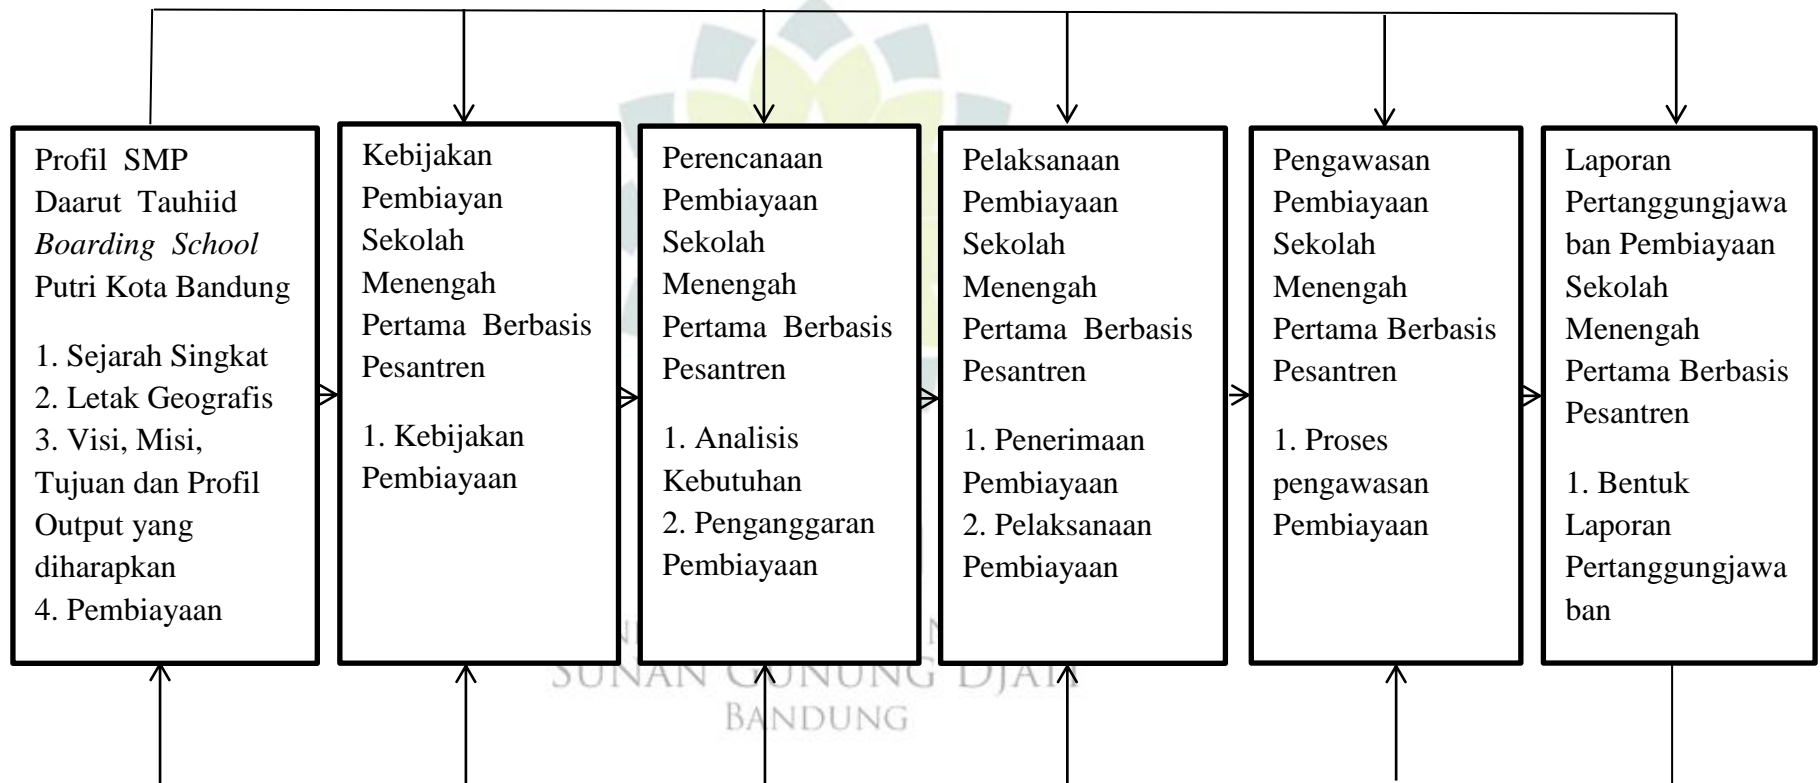 Profil SMP
Daarut Tauhiid
Boarding School
Putri Kota Bandung
1. Sejarah Singkat
2. Letak Geografis
3. Visi, Misi,
Tujuan dan Profil
Output yang
diharapkan
4. Pembiayaan
Kebijakan
Pembiayan
Sekolah
Menengah
Pertama Berbasis
Pesantren
1. Kebijakan
Pembiayaan
Perencanaan
Pembiayaan
Sekolah
Menengah
Pertama Berbasis
Pesantren
1. Analisis
Kebutuhan
2. Penganggaran
Pembiayaan
Pelaksanaan
Pembiayaan
Sekolah
Menengah
Pertama Berbasis
Pesantren
1. Penerimaan
Pembiayaan
2. Pelaksanaan
Pembiayaan
Pengawasan
Pembiayaan
Sekolah
Menengah
Pertama Berbasis
Pesantren
1. Proses
pengawasan
Pembiayaan
Laporan
Pertanggungjawa
ban Pembiayaan
Sekolah
Menengah
Pertama Berbasis
Pesantren
1. Bentuk
Laporan
Pertanggungjawa
ban
SUNAN GUNUNG DJATI
BANDUNG